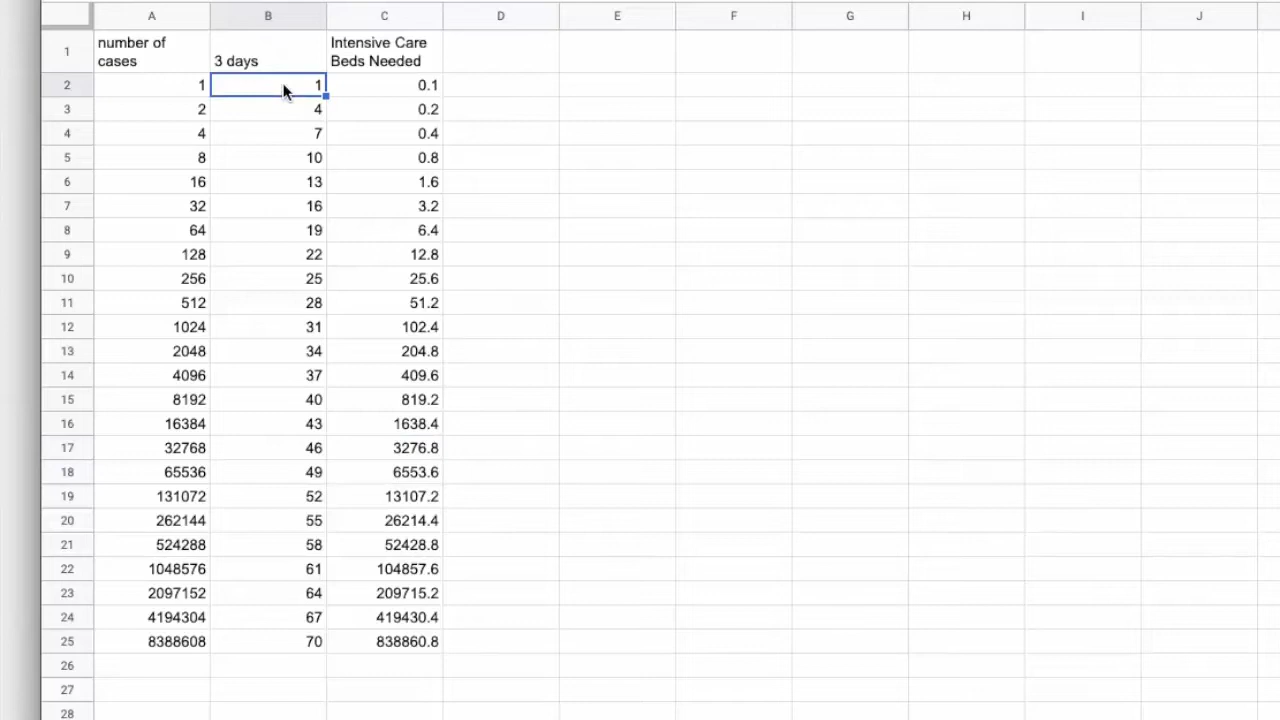 A B C D E F G H I J
1 number of cases 3 days Intensive Care Beds Needed
2 1 1 0.1
3 2 4 0.2
4 4 7 0.4
5 8 10 0.8
6 16 13 1.6
7 32 16 3.2
8 64 19 6.4
9 128 22 12.8
10 256 25 25.6
11 512 28 51.2
12 1024 31 102.4
13 2048 34 204.8
14 4096 37 409.6
15 8192 40 819.2
16 16384 43 1638.4
17 32768 46 3276.8
18 65536 49 6553.6
19 131072 52 13107.2
20 262144 55 26214.4
21 524288 58 52428.8
22 1048576 61 104857.6
23 2097152 64 209715.2
24 4194304 67 419430.4
25 8388608 70 838860.8
26
27
28